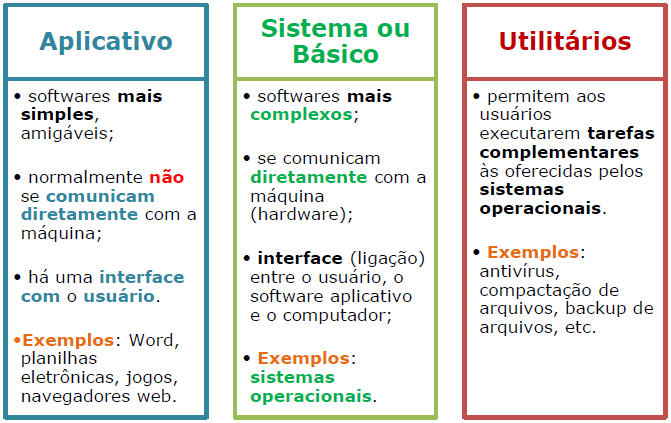 Aplicativo
• softwares mais
simples,
amigáveis;
• normalmente não
se comunicam
diretamente com a
máquina;
• há uma interface
com o usuário.
•Exemplos: Word,
planilhas
eletrônicas, jogos,
navegadores web.
Sistema ou
Básico
• softwares mais
complexos;
• se comunicam
diretamente com a
máquina
(hardware);
• interface (ligação)
entre o usuário, o
software aplicativo
e o computador;
• Exemplos:
sistemas
operacionais.
Utilitários
• permitem aos
usuários
executarem tarefas
complementares
às oferecidas pelos
sistemas
operacionais.
• Exemplos:
antivírus,
compactação de
arquivos, backup de
arquivos, etc.